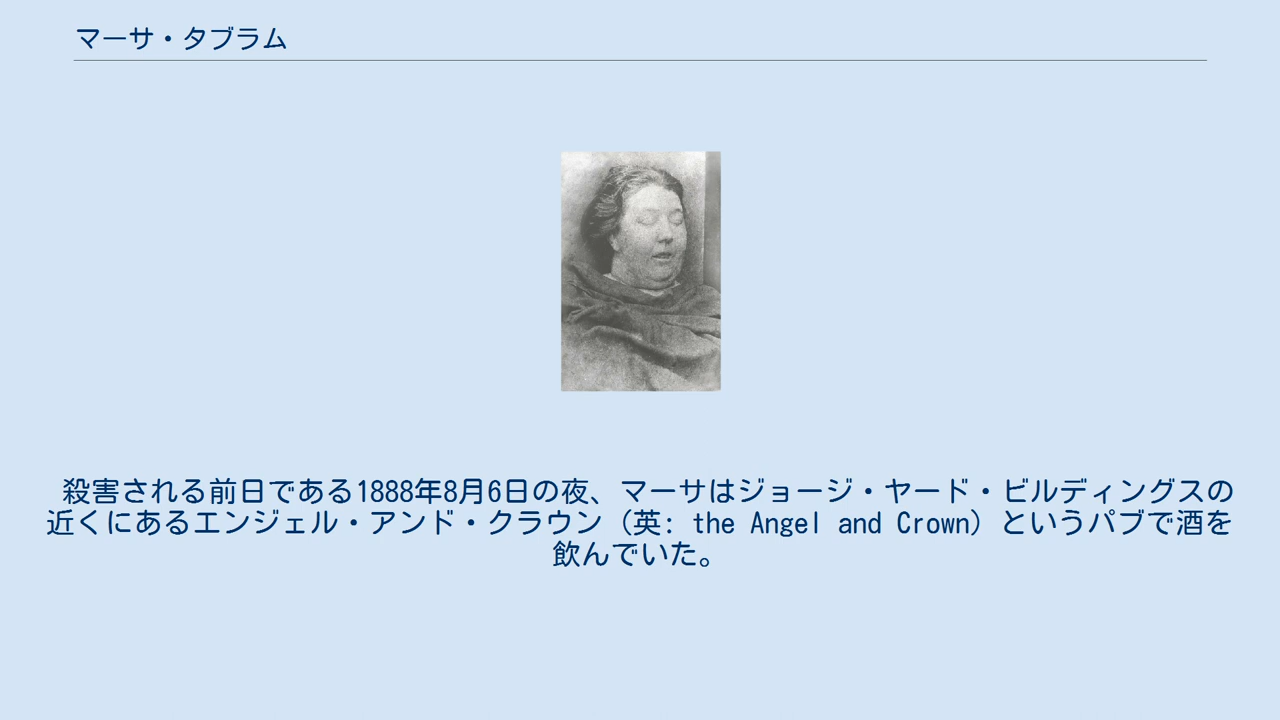 マーサ・タブラム
殺害される前日である1888年8月6日の夜、マーサはジョージ・ヤード・ビルディングスの
近くにあるエンジェル・アンド・クラウン（英: the Angel and Crown）というパブで酒を
飲んでいた。